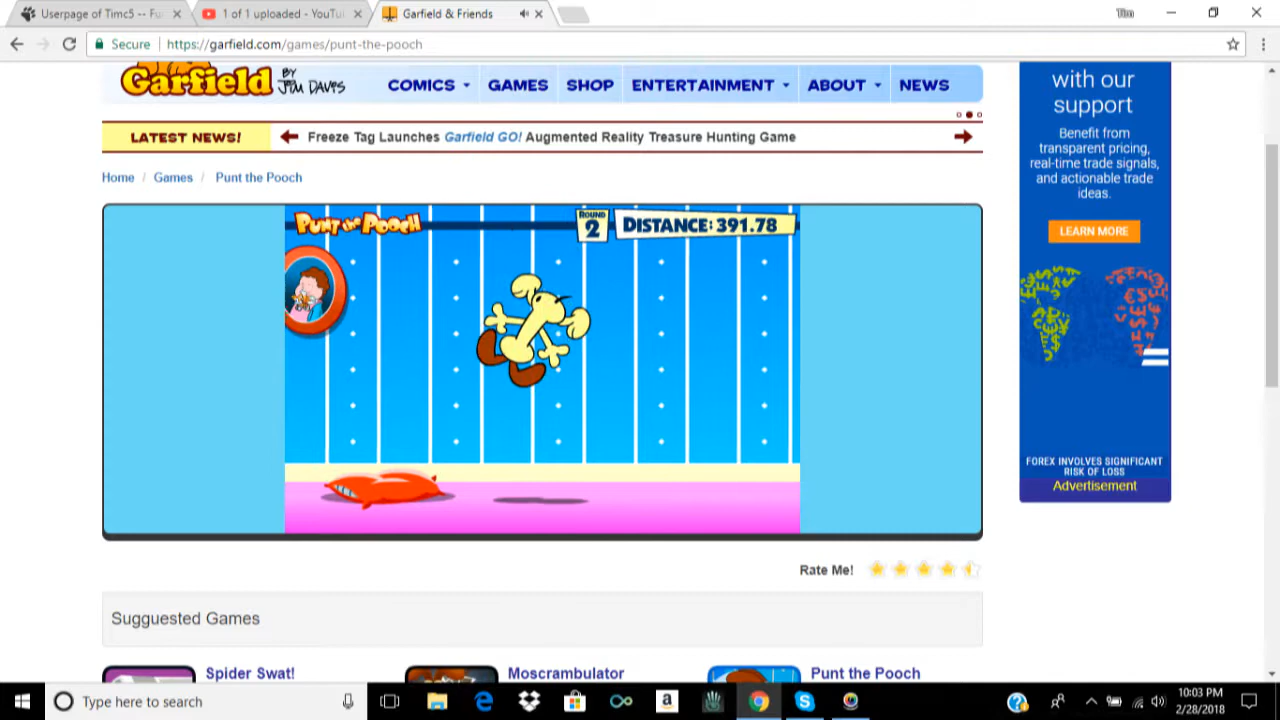 Userpage of Timc5 -- Fu
1 of 1 uploaded - YouTu
Garfield & Friends
Tim
Secure
https://garfield.com/games/punt-the-pooch
Garfield BY JIM DAVIS
COMICS
GAMES
SHOP
ENTERTAINMENT
ABOUT
NEWS
LATEST NEWS!
Freeze Tag Launches Garfield GO! Augmented Reality Treasure Hunting Game
Home / Games / Punt the Pooch
PUNT the POOCH
ROUND
2
DISTANCE: 391.78
with our
support
Benefit from
transparent pricing,
real-time trade signals,
and actionable trade
ideas.
LEARN MORE
FOREX INVOLVES SIGNIFICANT
RISK OF LOSS
Advertisement
Rate Me!
Sugguested Games
Spider Swat!
Moscrambulator
Punt the Pooch
Type here to search
10:03 PM
2/28/2018